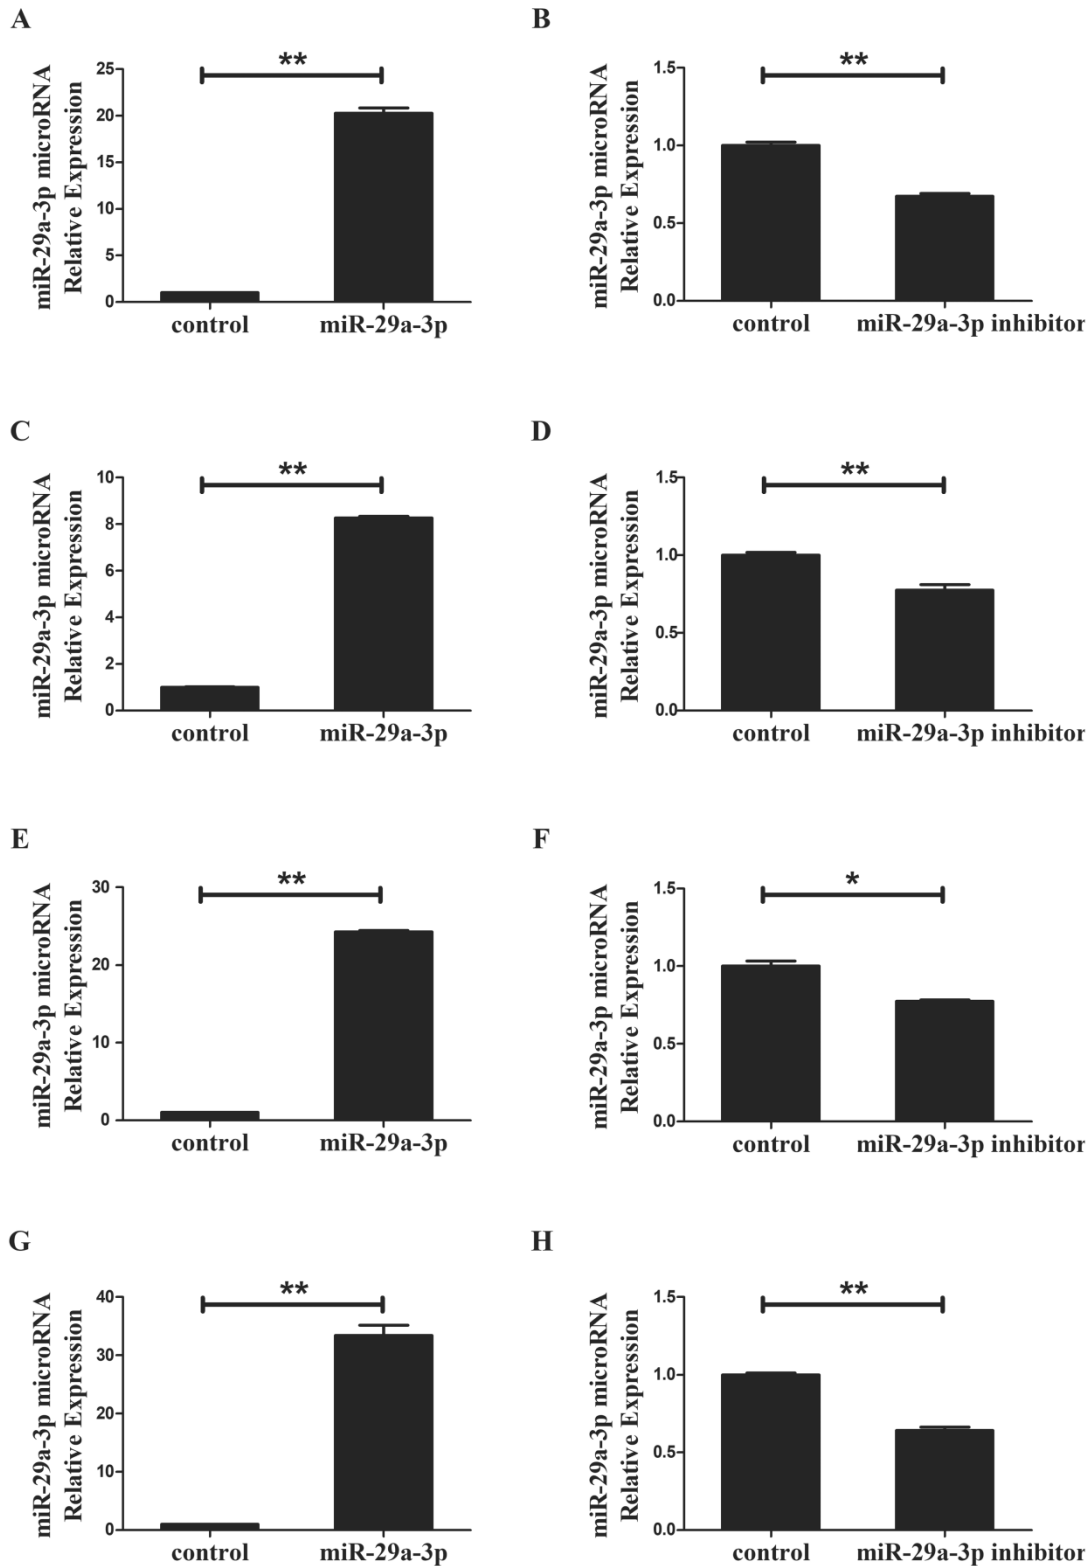 A
**
miR-29a-3p microRNA
Relative Expression
25
20
15
10
5
0
control miR-29a-3p
B
**
miR-29a-3p microRNA
Relative Expression
1.5
1.0
0.5
0.0
control miR-29a-3p inhibitor
C
**
miR-29a-3p microRNA
Relative Expression
10
8
6
4
2
0
control miR-29a-3p
D
**
miR-29a-3p microRNA
Relative Expression
1.5
1.0
0.5
0.0
control miR-29a-3p inhibitor
E
**
miR-29a-3p microRNA
Relative Expression
30
20
10
0
control miR-29a-3p
F
*
miR-29a-3p microRNA
Relative Expression
1.5
1.0
0.5
0.0
control miR-29a-3p inhibitor
G
**
miR-29a-3p microRNA
Relative Expression
40
30
20
10
0
control miR-29a-3p
H
**
miR-29a-3p microRNA
Relative Expression
1.5
1.0
0.5
0.0
control miR-29a-3p inhibitor